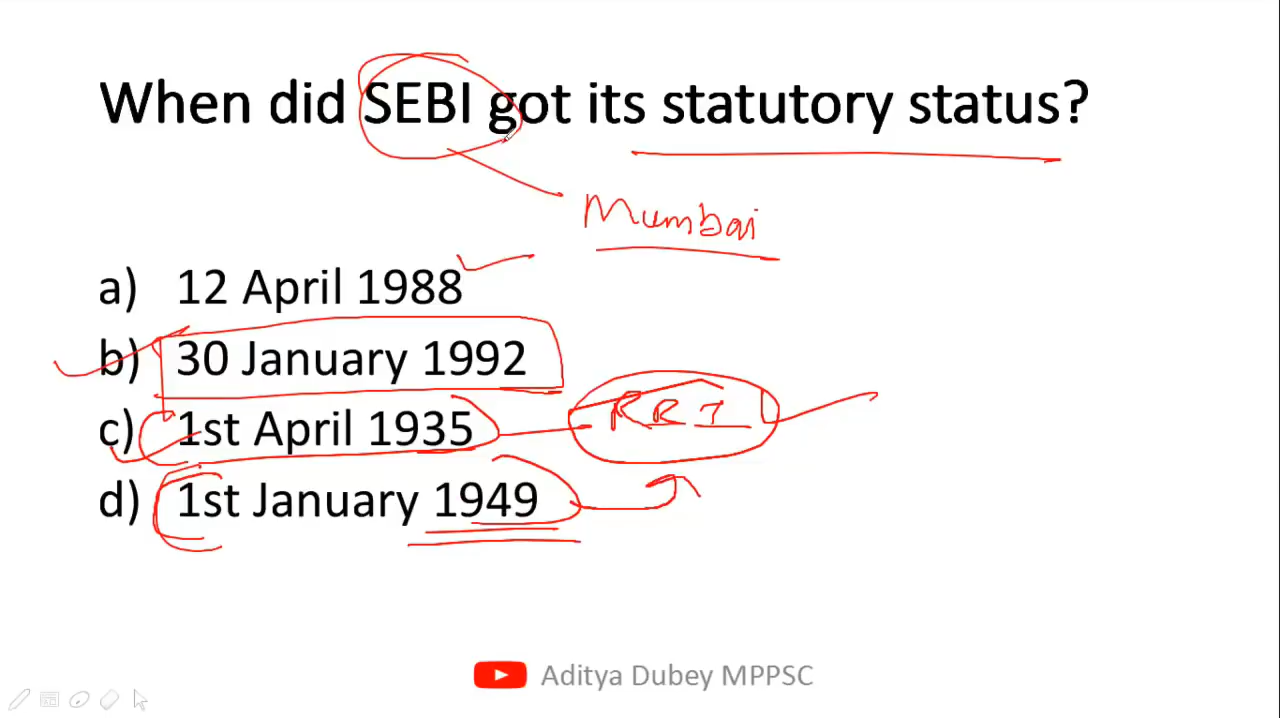 When did SEBI got its statutory status?
Mumbai
a) 12 April 1988
b) 30 January 1992
c) 1st April 1935
d) 1st January 1949
Aditya Dubey MPPSC